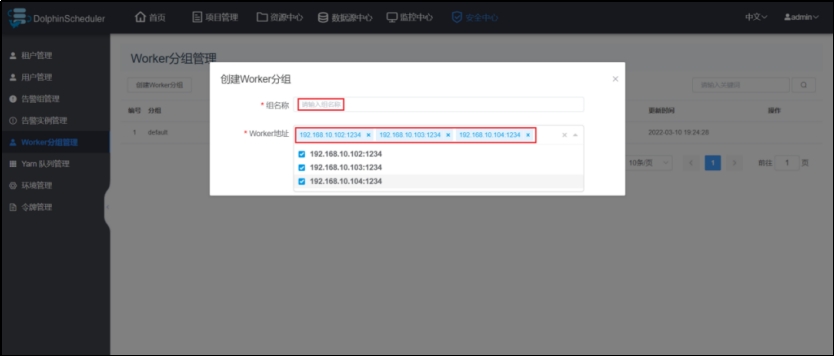 DolphinScheduler 首页 项目管理 资源中心 数据源中心 监控中心 安全中心 中文 admin
租户管理
用户管理
告警组管理
告警实例管理
Worker分组管理
Yarn 队列管理
环境管理
令牌管理
Worker分组管理
创建Worker分组 请输入关键词
编号 分组 更新时间 操作
1 default 2022-03-10 19:24:28
10条/页 1 前往 1 页
创建Worker分组
* 组名称 请输入组名称
* Worker地址 192.168.10.102:1234 192.168.10.103:1234 192.168.10.104:1234
192.168.10.102:1234
192.168.10.103:1234
192.168.10.104:1234